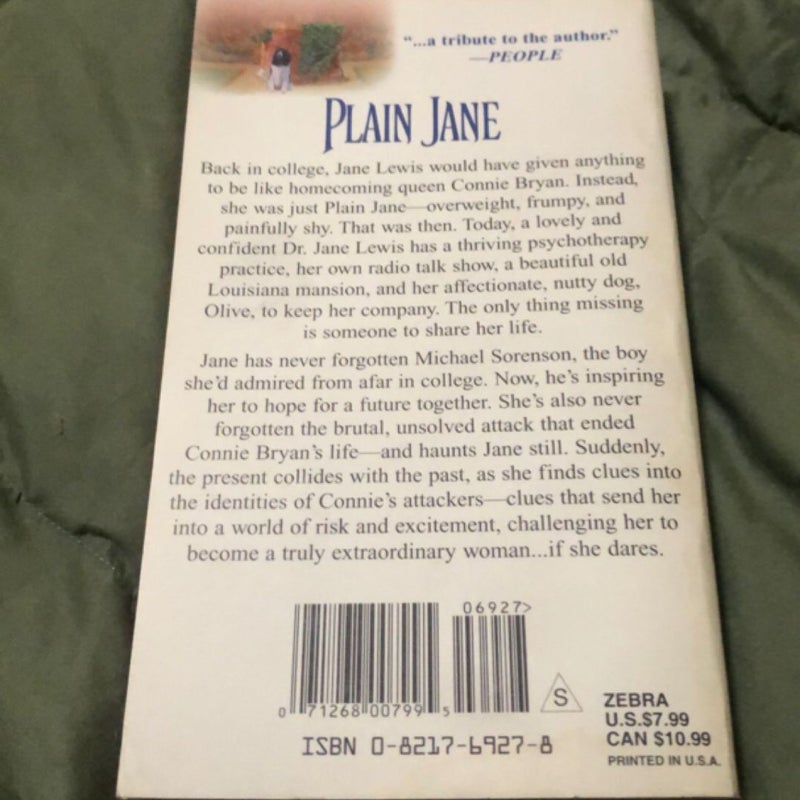 “...a tribute to the author.”
—PEOPLE
PLAIN JANE
Back in college, Jane Lewis would have given anything
to be like homecoming queen Connie Bryan. Instead,
she was just Plain Jane—overweight, frumpy, and
painfully shy. That was then. Today, a lovely and
confident Dr. Jane Lewis has a thriving psychotherapy
practice, her own radio talk show, a beautiful old
Louisiana mansion, and her affectionate, nutty dog,
Olive, to keep her company. The only thing missing
is someone to share her life.
Jane has never forgotten Michael Sorenson, the boy
she’d admired from afar in college. Now, he’s inspiring
her to hope for a future together. She’s also never
forgotten the brutal, unsolved attack that ended
Connie Bryan’s life—and haunts Jane still. Suddenly,
the present collides with the past, as she finds clues into
the identities of Connie’s attackers—clues that send her
into a world of risk and excitement, challenging her to
become a truly extraordinary woman...if she dares.
06927>
0 71268 00799 5
S
ISBN 0-8217-6927-8
ZEBRA
U.S.$7.99
CAN $10.99
PRINTED IN U.S.A.